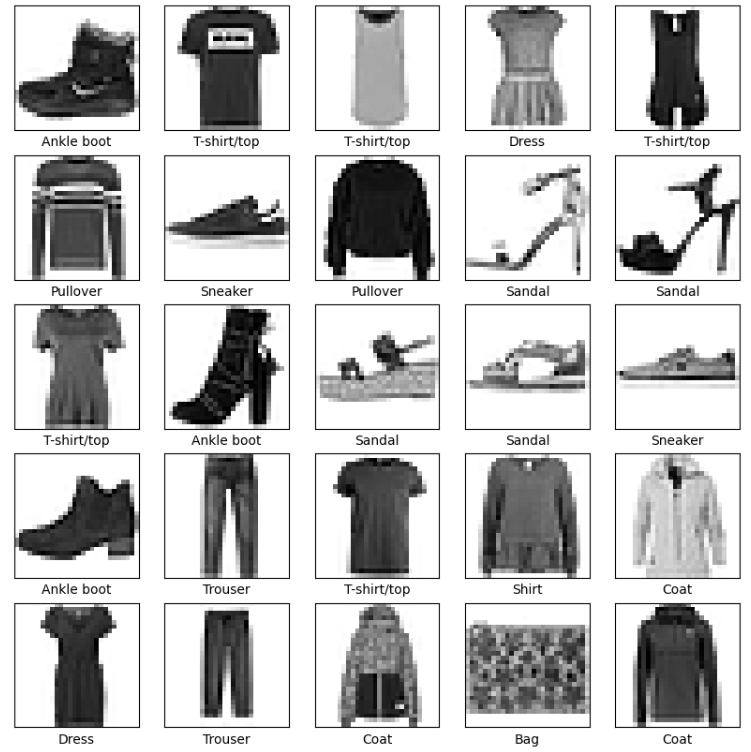 Ankle boot
T-shirt/top
T-shirt/top
Dress
T-shirt/top
Pullover
Sneaker
Pullover
Sandal
Sandal
T-shirt/top
Ankle boot
Sandal
Sandal
Sneaker
Ankle boot
Trouser
T-shirt/top
Shirt
Coat
Dress
Trouser
Coat
Bag
Coat